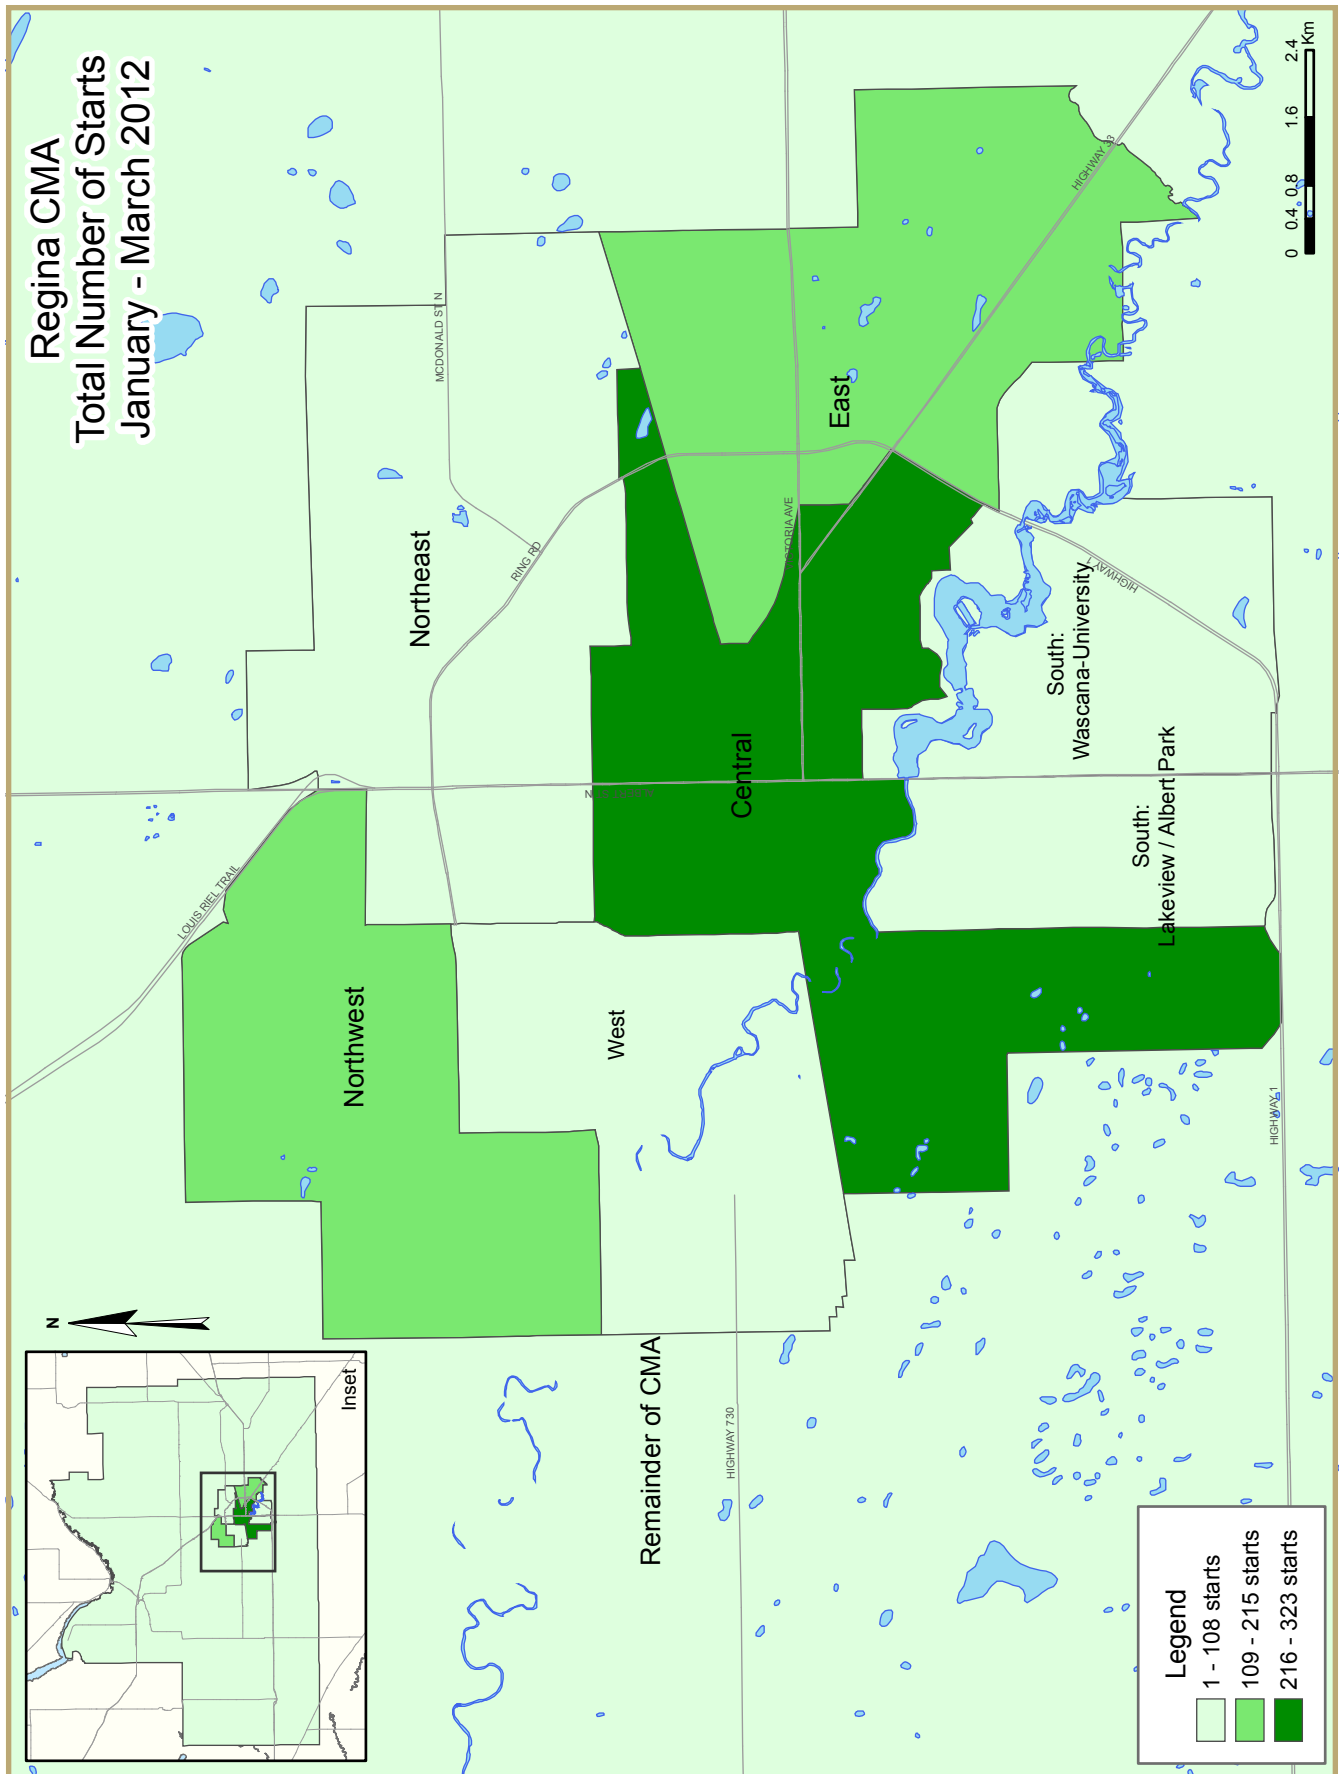 Regina CMA
Total Number of Starts
January - March 2012
N
Inset
LOUIS RIEL TRAIL
MCDONALD ST N
RING RD
Northwest
Northeast
West
Central
East
HIGHWAY 33
South:
Wascana-University
HIGHWAY 1
South:
Lakeview / Albert Park
HIGHWAY 1
Remainder of CMA
HIGHWAY 730
Legend
1 - 108 starts
109 - 215 starts
216 - 323 starts
0 0.4 0.8 1.6 2.4
Km